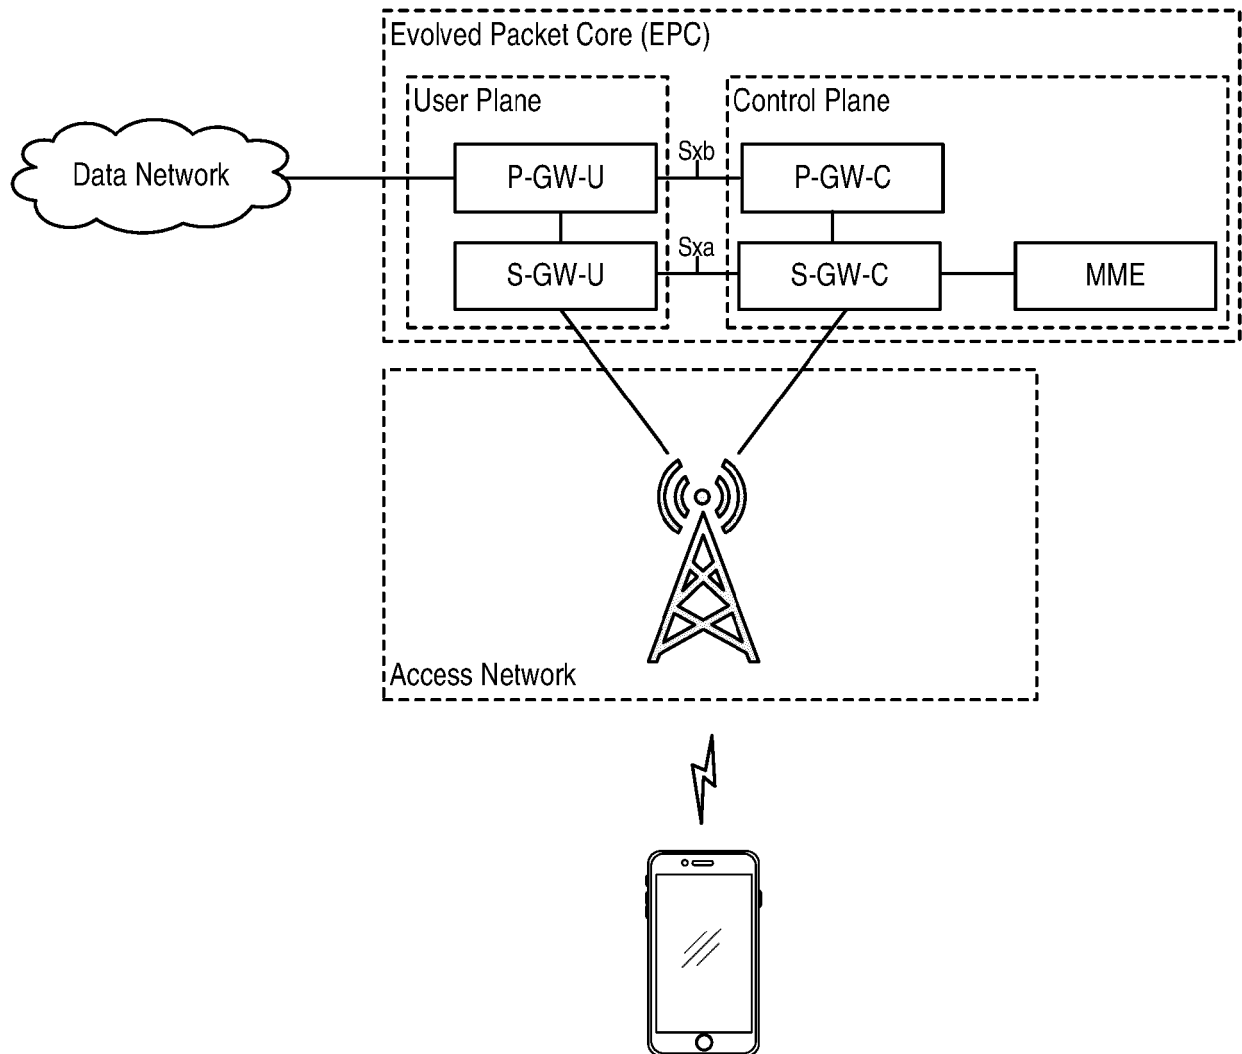 Evolved Packet Core (EPC)
User Plane
Control Plane
Data Network
P-GW-U
Sxb
P-GW-C
S-GW-U
Sxa
S-GW-C
MME
Access Network